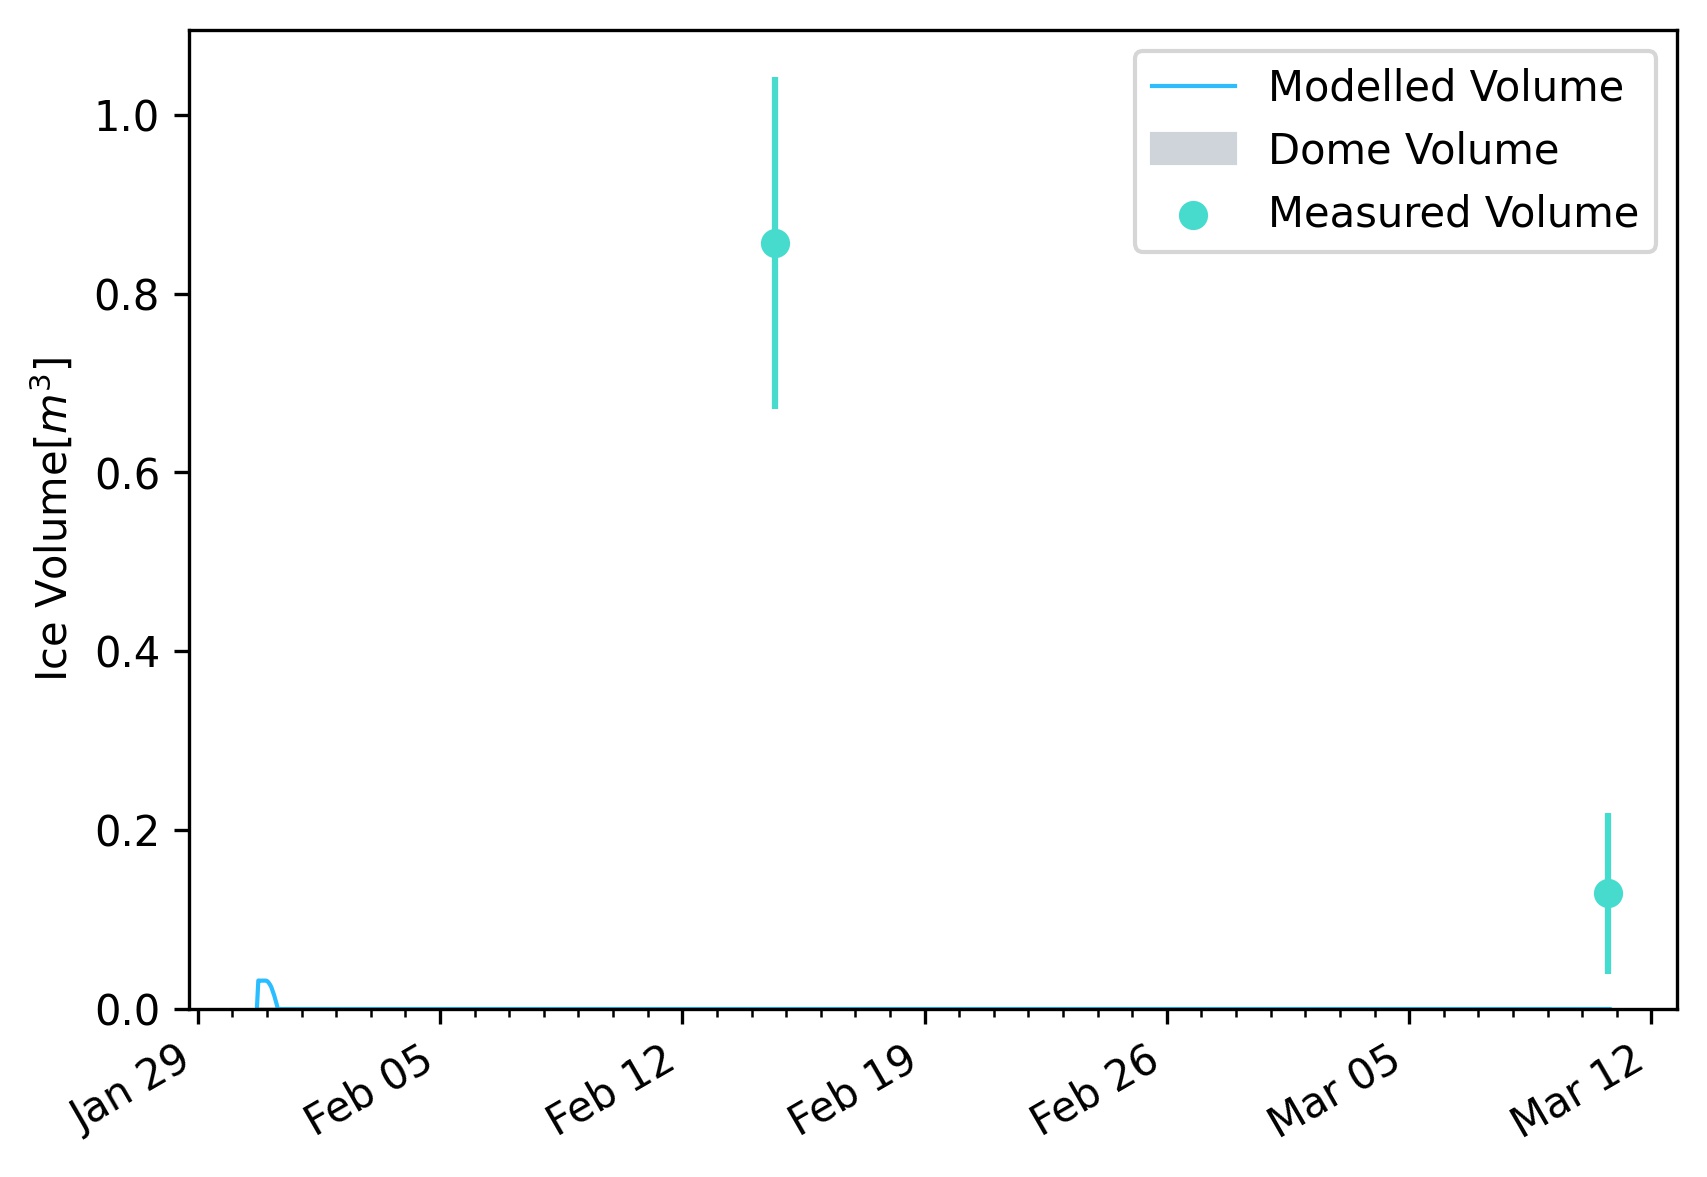 Modelled Volume
Dome Volume
Measured Volume
Ice Volume[m³]
1.0
0.8
0.6
0.4
0.2
0.0
Jan 29
Feb 05
Feb 12
Feb 19
Feb 26
Mar 05
Mar 12